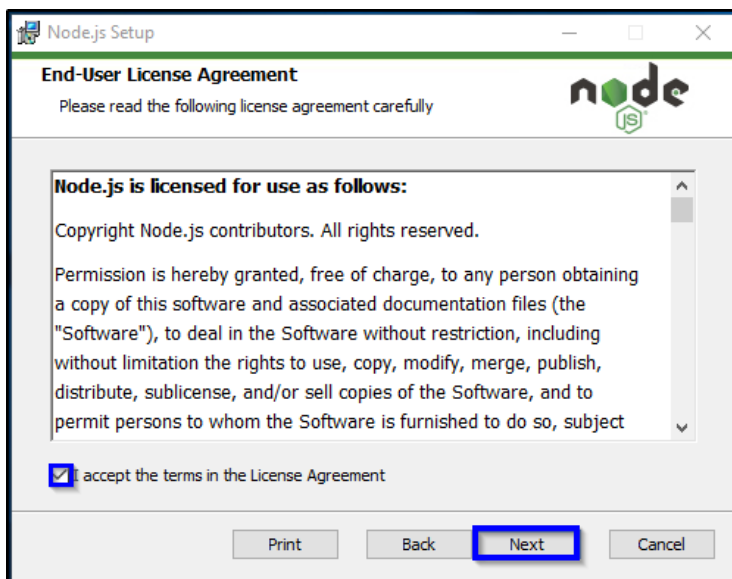 Node.js Setup
End-User License Agreement
Please read the following license agreement carefully
node
JS
Node.js is licensed for use as follows:
Copyright Node.js contributors. All rights reserved.
Permission is hereby granted, free of charge, to any person obtaining
a copy of this software and associated documentation files (the
"Software"), to deal in the Software without restriction, including
without limitation the rights to use, copy, modify, merge, publish,
distribute, sublicense, and/or sell copies of the Software, and to
permit persons to whom the Software is furnished to do so, subject
I accept the terms in the License Agreement
Print Back Next Cancel